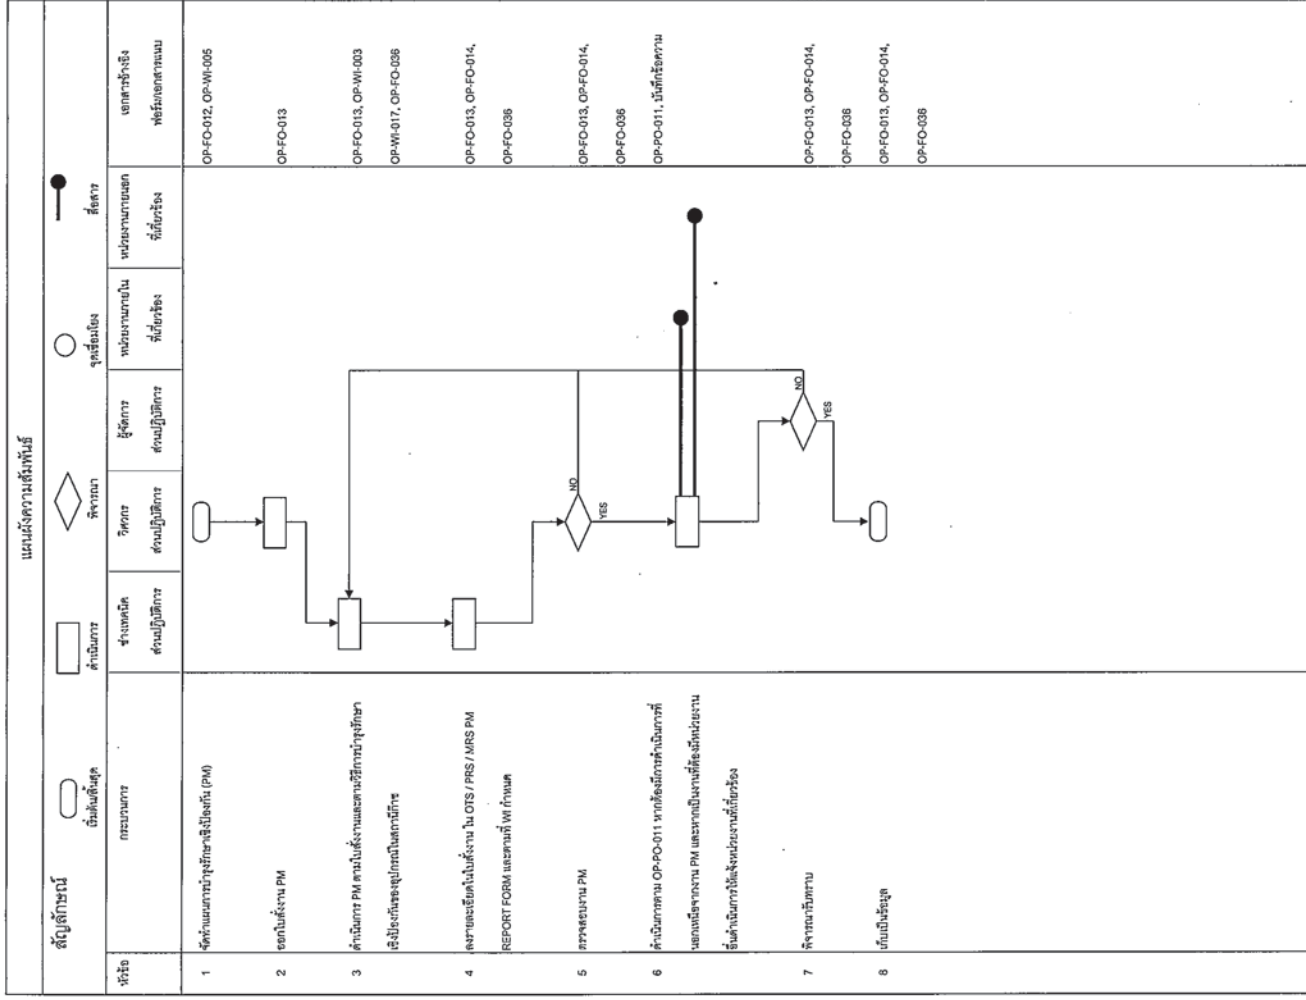 แผนผังความสัมพันธ์
สัญลักษณ์
เริ่มต้น/สิ้นสุด
ดำเนินการ
พิจารณา
จุดเชื่อมโยง
สื่อสาร
หัวข้อ
กระบวนการ
ช่างเทคนิค
ส่วนปฏิบัติการ
วิศวกร
ส่วนปฏิบัติการ
ผู้จัดการ
ส่วนปฏิบัติการ
หน่วยงานภายใน
ที่เกี่ยวข้อง
หน่วยงานภายนอก
ที่เกี่ยวข้อง
เอกสารอ้างอิง
ฟอร์ม/เอกสารแนบ
1
จัดทำแผนการบำรุงรักษาเชิงป้องกัน (PM)
OP-FO-012, OP-WI-005
2
ออกใบสั่งงาน PM
OP-FO-013
3
ดำเนินการ PM ตามใบสั่งงานและตามวิธีการบำรุงรักษา
OP-FO-013, OP-WI-003
เชิงป้องกันของอุปกรณ์ในสถานีก๊าซ
OP-WI-017, OP-FO-036
4
ลงรายละเอียดในใบสั่งงาน ใน OTS / PRS / MRS PM
OP-FO-013, OP-FO-014,
REPORT FORM และตามที่ WI กำหนด
OP-FO-036
5
ตรวจสอบงาน PM
NO
YES
OP-FO-013, OP-FO-014,
OP-FO-036
6
ดำเนินการตาม OP-PO-011 หากต้องมีการดำเนินการที่
OP-PO-011, บันทึกข้อความ
นอกเหนือจากงาน PM และหากเป็นงานที่ต้องมีหน่วยงาน
อื่นดำเนินการให้แจ้งหน่วยงานที่เกี่ยวข้อง
7
พิจารณารับทราบ
NO
YES
OP-FO-013, OP-FO-014,
OP-FO-036
8
เก็บเป็นข้อมูล
OP-FO-013, OP-FO-014,
OP-FO-036